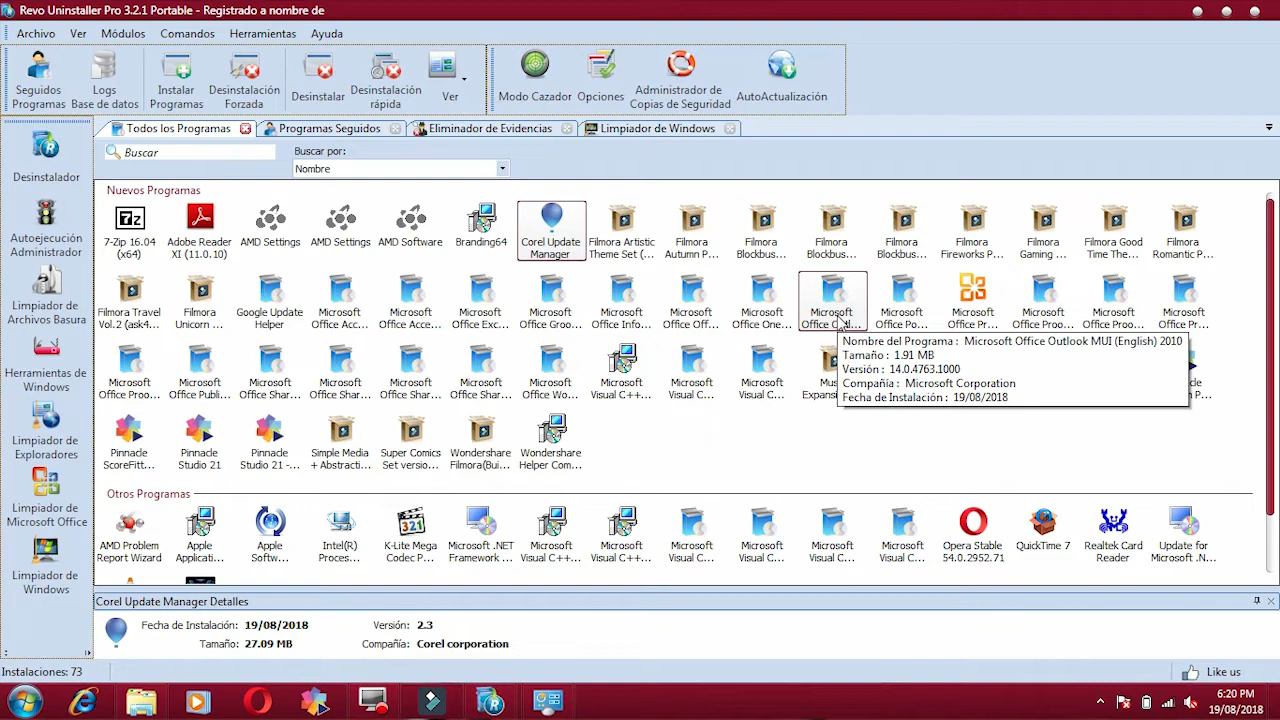 Revo Uninstaller Pro 3.2.1 Portable - Registrado a nombre de
Archivo Ver Módulos Comandos Herramientas Ayuda
Seguidos Programas
Logs Base de datos
Instalar Programas
Desinstalación Forzada
Desinstalar
Desinstalación rápida
Ver
Modo Cazador
Opciones
Administrador de Copias de Seguridad
AutoActualización
Todos los Programas
Programas Seguidos
Eliminador de Evidencias
Limpiador de Windows
Desinstalador
Autoejecución Administrador
Limpiador de Archivos Basura
Herramientas de Windows
Limpiador de Exploradores
Limpiador de Microsoft Office
Limpiador de Windows
Buscar
Buscar por:
Nombre
Nuevos Programas
7-Zip 16.04 (x64)
Adobe Reader XI (11.0.10)
AMD Settings
AMD Settings
AMD Software
Branding64
Corel Update Manager
Filmora Artistic Theme Set (...
Filmora Autumn P...
Filmora Blockbus...
Filmora Blockbus...
Filmora Blockbus...
Filmora Fireworks P...
Filmora Gaming ...
Filmora Good Time The...
Filmora Romantic P...
Filmora Travel Vol.2 (ask4...
Filmora Unicorn ...
Google Update Helper
Microsoft Office Acc...
Microsoft Office Acce...
Microsoft Office Exc...
Microsoft Office Groo...
Microsoft Office Info...
Microsoft Office Off...
Microsoft Office One...
Microsoft
Microsoft Office Po...
Microsoft Office Pr...
Microsoft Office Proo...
Microsoft Office Proo...
Microsoft Office Pr...
Nombre del Programa : Microsoft Office Outlook MUI (English) 2010
Tamaño : 1.91 MB
Versión : 14.0.4763.1000
Compañía : Microsoft Corporation
Fecha de Instalación : 19/08/2018
Microsoft Office Proo...
Microsoft Office Publi...
Microsoft Office Shar...
Microsoft Office Shar...
Microsoft Office Shar...
Microsoft Office Shar...
Microsoft Office Wo...
Microsoft Visual C++...
Microsoft Visual C...
Microsoft Visual C...
Pinnacle ScoreFitt...
Pinnacle Studio 21
Pinnacle Studio 21 -...
Simple Media + Abstracti...
Super Comics Set versio...
Wondershare Filmora(Bui...
Wondershare Helper Com...
Otros Programas
AMD Problem Report Wizard
Apple Applicati...
Apple Softw...
Intel(R) Proces...
K-Lite Mega Codec P...
Microsoft .NET Framework ...
Microsoft Visual C++...
Microsoft Visual C++...
Microsoft Visual C...
Microsoft Visual C...
Microsoft Visual C...
Microsoft Visual C...
Opera Stable 54.0.2952.71
QuickTime 7
Realtek Card Reader
Update for Microsoft .N...
Corel Update Manager Detalles
Fecha de Instalación: 19/08/2018 Versión: 2.3
Tamaño: 27.09 MB Compañía: Corel corporation
Instalaciones: 73
Like us
6:20 PM
19/08/2018